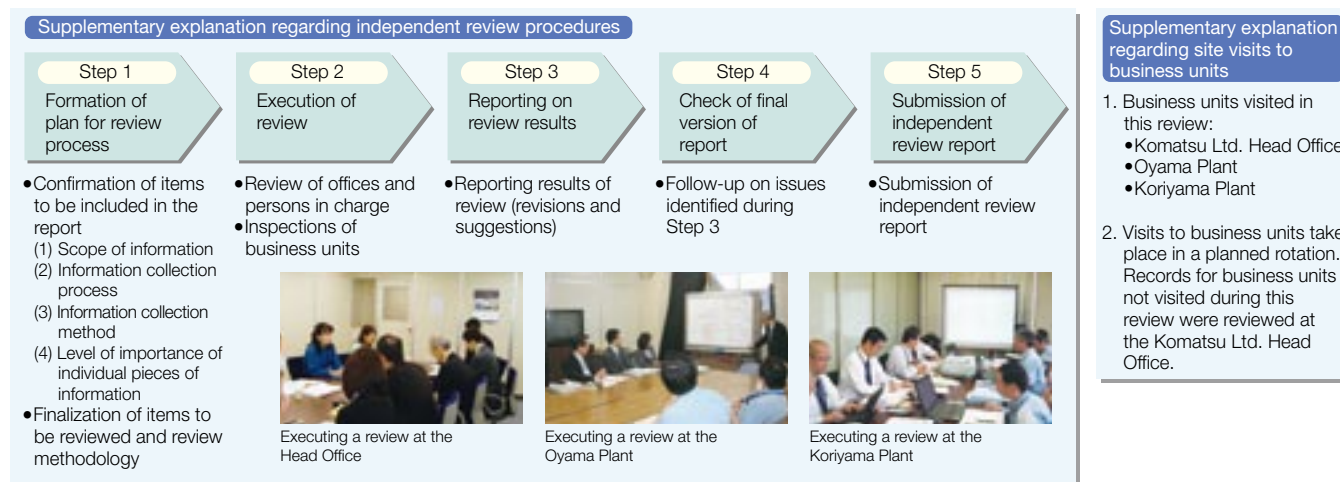 Supplementary explanation regarding independent review procedures
Step 1
Formation of
plan for review
process
•Confirmation of items
to be included in the
report
(1) Scope of information
(2) Information collection
process
(3) Information collection
method
(4) Level of importance of
individual pieces of
information
•Finalization of items to
be reviewed and review
methodology
Step 2
Execution of
review
•Review of offices and
persons in charge
•Inspections of
business units
Step 3
Reporting on
review results
•Reporting results of
review (revisions and
suggestions)
Step 4
Check of final
version of
report
•Follow-up on issues
identified during
Step 3
Step 5
Submission of
independent
review report
•Submission of
independent review
report
Executing a review at the
Head Office
Executing a review at the
Oyama Plant
Executing a review at the
Koriyama Plant
Supplementary explanation
regarding site visits to
business units
1. Business units visited in
this review:
•Komatsu Ltd. Head Office
•Oyama Plant
•Koriyama Plant
2. Visits to business units take
place in a planned rotation.
Records for business units
not visited during this
review were reviewed at
the Komatsu Ltd. Head
Office.